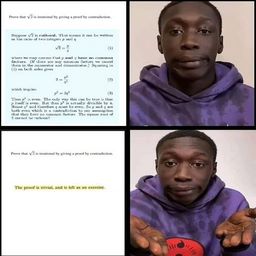 Prove that √2 is irrational by giving a proof by contradiction.
Suppose √2 is rational. That means it can be written
as the ratio of two integers p and q
√2 = p/q (1)
where we may assume that p and q have no common
factors. (If there are any common factors we cancel
them in the numerator and denominator.) Squaring in
(1) on both sides gives
2 = p²/q² (2)
which implies
p² = 2q² (3)
Thus p² is even. The only way this can be true is that
p itself is even. But then p² is actually divisible by 4.
Hence q² and therefore q must be even. So p and q are
both even which is a contradiction to our assumption
that they have no common factors. The square root of
2 cannot be rational!
Prove that √2 is irrational by giving a proof by contradiction.
The proof is trivial, and is left as an exercise.